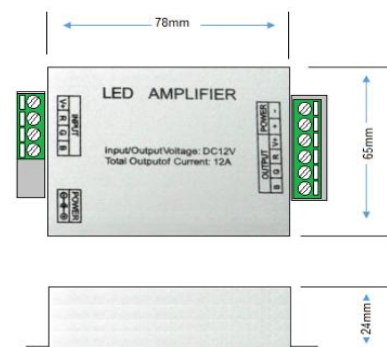 78mm
LED AMPLIFIER
V+ R G B
INPUT
POWER
- +
V+ R G B
OUTPUT
Input/OutputVoltage: DC12V
Total Outputof Current: 12A
POWER
65mm
24mm